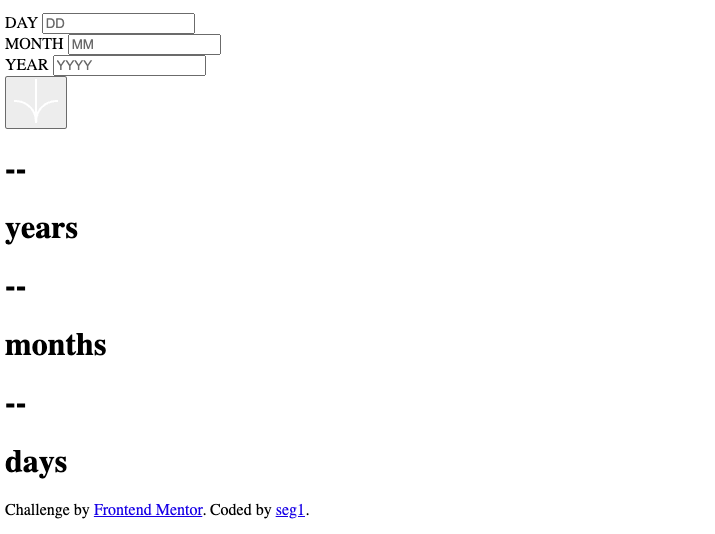 DAY DD
MONTH MM
YEAR YYYY
--
years
--
months
--
days
Challenge by Frontend Mentor. Coded by seg1.